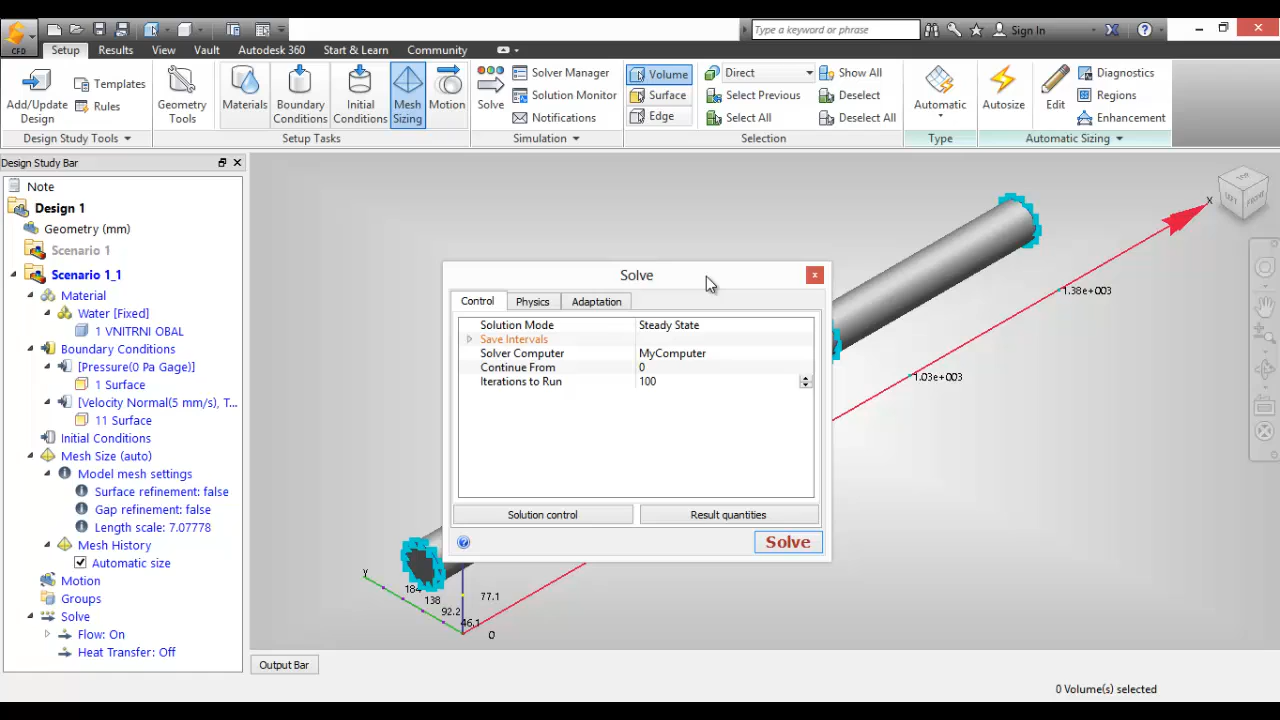 CFD
Type a keyword or phrase
Sign In
Setup
Results
View
Vault
Autodesk 360
Start & Learn
Community
Add/Update Design
Templates
Rules
Design Study Tools
Geometry Tools
Materials
Boundary Conditions
Initial Conditions
Mesh Sizing
Motion
Setup Tasks
Solve
Solver Manager
Solution Monitor
Notifications
Simulation
Volume
Surface
Edge
Direct
Select Previous
Select All
Show All
Deselect
Deselect All
Selection
Automatic
Type
Autosize
Edit
Diagnostics
Regions
Enhancement
Automatic Sizing
Design Study Bar
Note
Design 1
Geometry (mm)
Scenario 1
Scenario 1_1
Material
Water [Fixed]
1 VNITRNI OBAL
Boundary Conditions
[Pressure(0 Pa Gage)]
1 Surface
[Velocity Normal(5 mm/s), T...
11 Surface
Initial Conditions
Mesh Size (auto)
Model mesh settings
Surface refinement: false
Gap refinement: false
Length scale: 7.07778
Mesh History
Automatic size
Motion
Groups
Solve
Flow: On
Heat Transfer: Off
Solve
x
Control
Physics
Adaptation
Solution Mode Steady State
Save Intervals
Solver Computer MyComputer
Continue From 0
Iterations to Run 100
Solution control
Result quantities
Solve
TOP
LEFT
FRONT
X
1.38e+003
1.03e+003
Y
184
138
92.2
46.1
77.1
0
Output Bar
0 Volume(s) selected